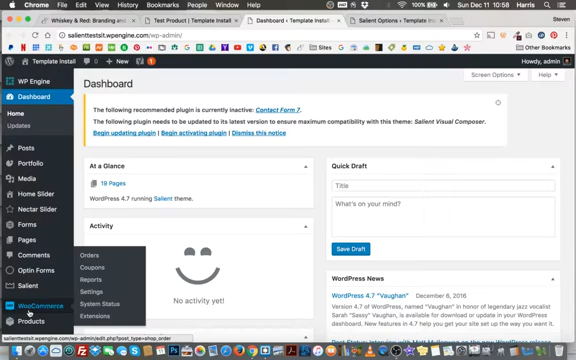 Chrome File Edit View History Bookmarks People Window Help
Sun Dec 11 10:58 Harris
Whiskey & Red: Branding and
Test Product | Template Install
Dashboard ‹ Template Install
Salient Options ‹ Template Ins
Steven
salienttestsit.wpengine.com/wp-admin/
Apps
Sites
Other Bookmarks
Template Install 2 0 + New 1
Howdy, admin
WP Engine
Dashboard
Home
Updates
Posts
Portfolio
Media
Home Slider
Nectar Slider
Forms
Pages
Comments
Optin Forms
Salient
WooCommerce
Products
Orders
Coupons
Reports
Settings
System Status
Extensions
Dashboard
Screen Options
Help
The following recommended plugin is currently inactive: Contact Form 7.
The following plugin needs to be updated to its latest version to ensure maximum compatibility with this theme: Salient Visual Composer.
Begin updating plugin | Begin activating plugin | Dismiss this notice
At a Glance
19 Pages
WordPress 4.7 running Salient theme.
Activity
No activity yet!
Quick Draft
Title
What's on your mind?
Save Draft
WordPress News
WordPress 4.7 "Vaughan" December 6, 2016
Version 4.7 of WordPress, named "Vaughan" in honor of legendary jazz vocalist
Sarah "Sassy" Vaughan, is available for download or update in your WordPress
dashboard. New features in 4.7 help you get your site set up the way you want it.
https://salienttestsit.wpengine.com/wp-admin/edit.php?post_type=shop_order